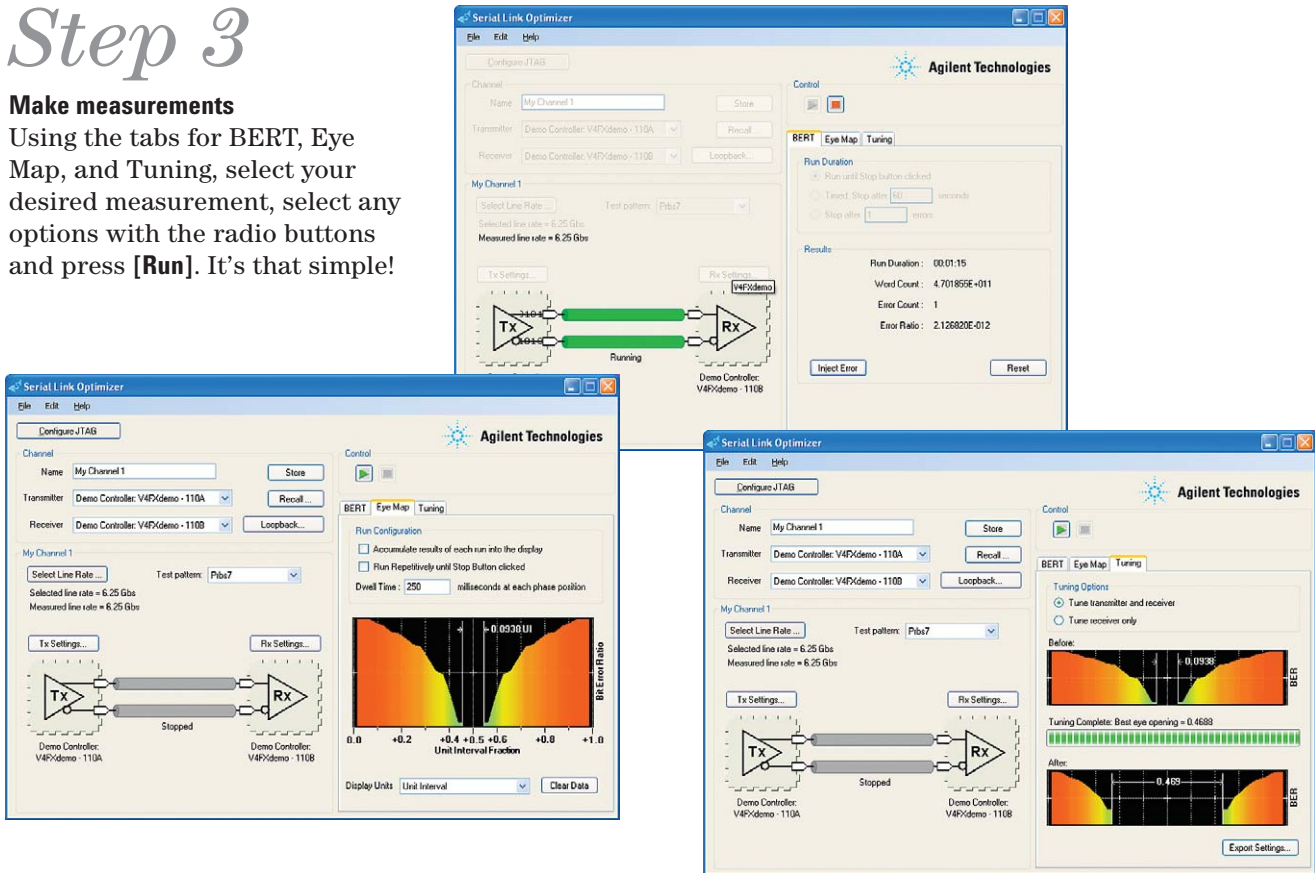 Step 3
Make measurements
Using the tabs for BERT, Eye
Map, and Tuning, select your
desired measurement, select any
options with the radio buttons
and press [Run]. It's that simple!
Serial Link Optimizer
File Edit Help
Configure JTAG
Agilent Technologies
Channel
Name My Channel 1 Store
Transmitter Demo Controller: V4FXdemo - 110A Recall...
Receiver Demo Controller: V4FXdemo - 110B Loopback...
My Channel 1
Select Line Rate ... Test pattern: Prbs7
Selected line rate = 6.25 Gbs
Measured line rate = 6.25 Gbs
Tx Settings... Rx Settings...
V4FXdemo
Tx Rx
Running
Demo Controller:
V4FXdemo - 110B
Control
BERT Eye Map Tuning
Run Duration
Run until Stop button clicked
Timed: Stop after 60 seconds
Stop after 1 errors
Results
Run Duration : 00:01:15
Word Count : 4.701855E+011
Error Count : 1
Error Ratio : 2.126820E-012
Inject Error Reset
Serial Link Optimizer
File Edit Help
Configure JTAG
Agilent Technologies
Channel
Name My Channel 1 Store
Transmitter Demo Controller: V4FXdemo - 110A Recall ...
Receiver Demo Controller: V4FXdemo - 110B Loopback...
My Channel 1
Select Line Rate ... Test pattern: Prbs7
Selected line rate = 6.25 Gbs
Measured line rate = 6.25 Gbs
Tx Settings... Rx Settings...
Tx Rx
Stopped
Demo Controller:
V4FXdemo - 110A
Demo Controller:
V4FXdemo - 110B
Control
BERT Eye Map Tuning
Run Configuration
Accumulate results of each run into the display
Run Repetitively until Stop Button clicked
Dwell Time : 250 milliseconds at each phase position
0.0938 UI
Bit Error Ratio
0.0 +0.2 +0.4 +0.5 +0.6 +0.8 +1.0
Unit Interval Fraction
Display Units Unit Interval Clear Data
Serial Link Optimizer
File Edit Help
Configure JTAG
Agilent Technologies
Channel
Name My Channel 1 Store
Transmitter Demo Controller: V4FXdemo - 110A Recall ...
Receiver Demo Controller: V4FXdemo - 110B Loopback...
My Channel 1
Select Line Rate ... Test pattern: Prbs7
Selected line rate = 6.25 Gbs
Measured line rate = 6.25 Gbs
Tx Settings... Rx Settings...
Tx Rx
Stopped
Demo Controller:
V4FXdemo - 110A
Demo Controller:
V4FXdemo - 110B
Control
BERT Eye Map Tuning
Tuning Options
Tune transmitter and receiver
Tune receiver only
Before:
0.0938
BER
Tuning Complete: Best eye opening = 0.4688
After:
0.469
BER
Export Settings...